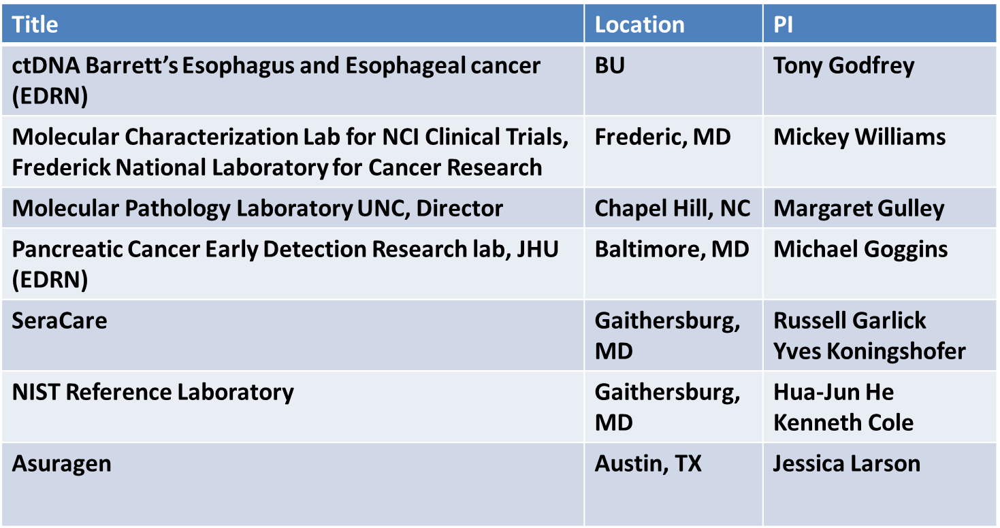 Title Location PI
ctDNA Barrett’s Esophagus and Esophageal cancer BU Tony Godfrey
(EDRN)
Molecular Characterization Lab for NCI Clinical Trials, Frederic, MD Mickey Williams
Frederick National Laboratory for Cancer Research
Molecular Pathology Laboratory UNC, Director Chapel Hill, NC Margaret Gulley
Pancreatic Cancer Early Detection Research lab, JHU Baltimore, MD Michael Goggins
(EDRN)
SeraCare Gaithersburg, Russell Garlick
MD Yves Koningshofer
NIST Reference Laboratory Gaithersburg, Hua-Jun He
MD Kenneth Cole
Asuragen Austin, TX Jessica Larson